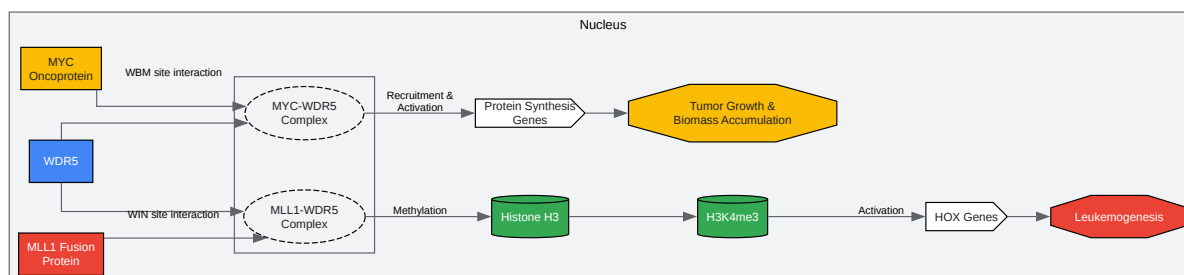 Nucleus
MYC
Oncoprotein
WBM site interaction
MYC-WDR5
Complex
Recruitment &
Activation
Protein Synthesis
Genes
Tumor Growth &
Biomass Accumulation
WDR5
WIN site interaction
MLL1-WDR5
Complex
Methylation
Histone H3
H3K4me3
Activation
HOX Genes
Leukemogenesis
MLL1 Fusion
Protein